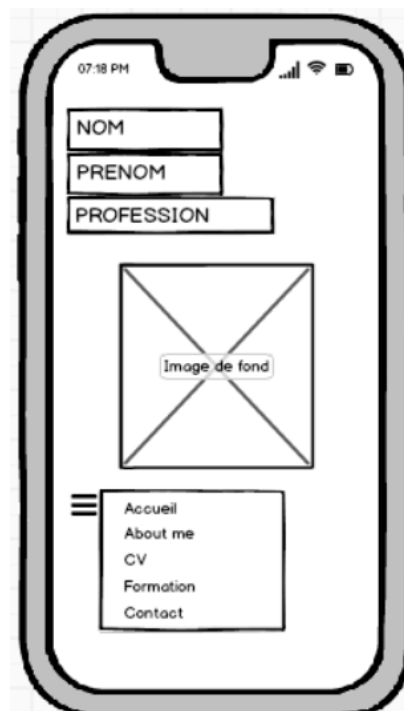 07:18 PM
NOM
PRENOM
PROFESSION
Image de fond
Accueil
About me
CV
Formation
Contact